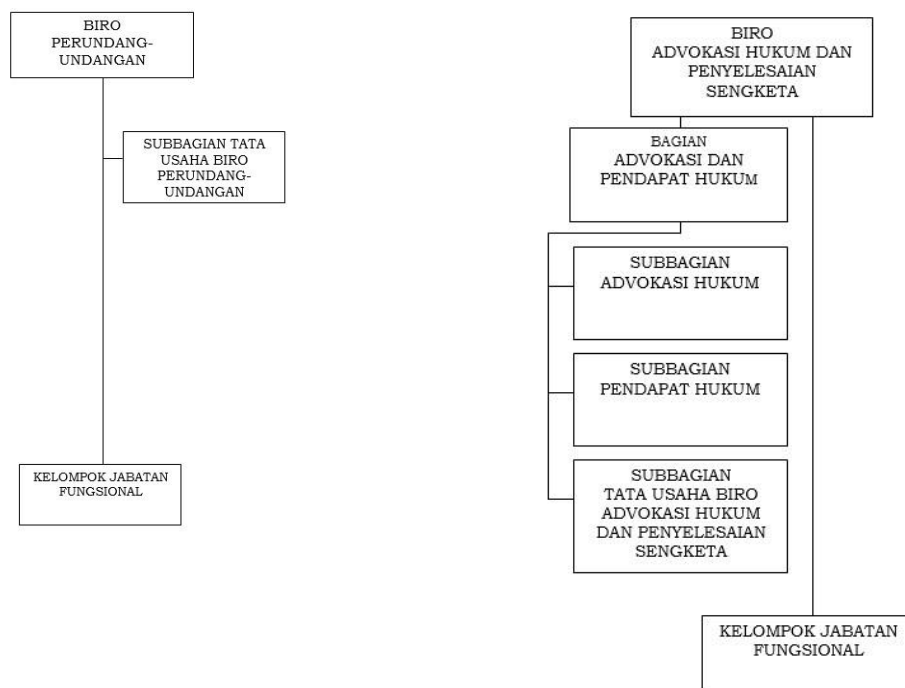 BIRO
PERUNDANG-
UNDANGAN
SUBBAGIAN TATA
USAHA BIRO
PERUNDANG-
UNDANGAN
KELOMPOK JABATAN
FUNGSIONAL
BIRO
ADVOKASI HUKUM DAN
PENYELESAIAN
SENGKETA
BAGIAN
ADVOKASI DAN
PENDAPAT HUKUM
SUBBAGIAN
ADVOKASI HUKUM
SUBBAGIAN
PENDAPAT HUKUM
SUBBAGIAN
TATA USAHA BIRO
ADVOKASI HUKUM
DAN PENYELESAIAN
SENGKETA
KELOMPOK JABATAN
FUNGSIONAL